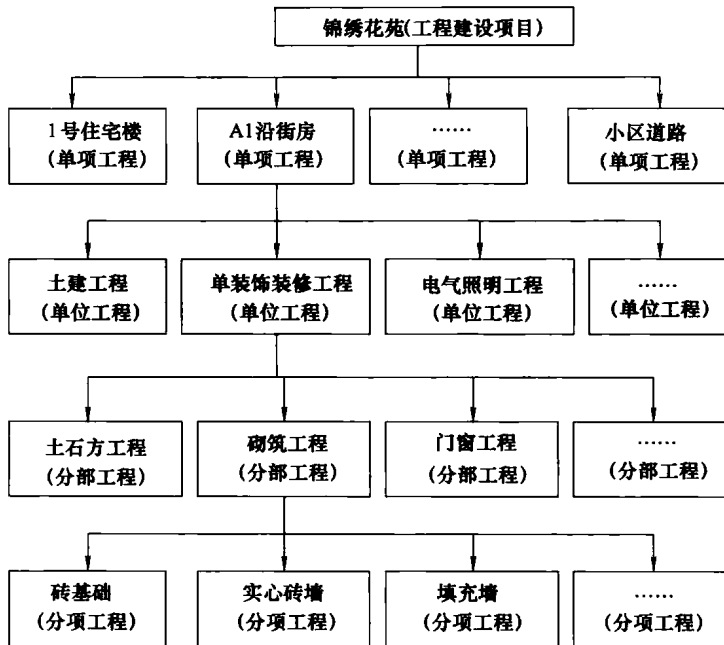 锦绣花苑(工程建设项目)
1号住宅楼
(单项工程)
A1沿街房
(单项工程)
……
(单项工程)
小区道路
(单项工程)
土建工程
(单位工程)
单装饰装修工程
(单位工程)
电气照明工程
(单位工程)
……
(单位工程)
土石方工程
(分部工程)
砌筑工程
(分部工程)
门窗工程
(分部工程)
……
(分部工程)
砖基础
(分项工程)
实心砖墙
(分项工程)
填充墙
(分项工程)
……
(分项工程)